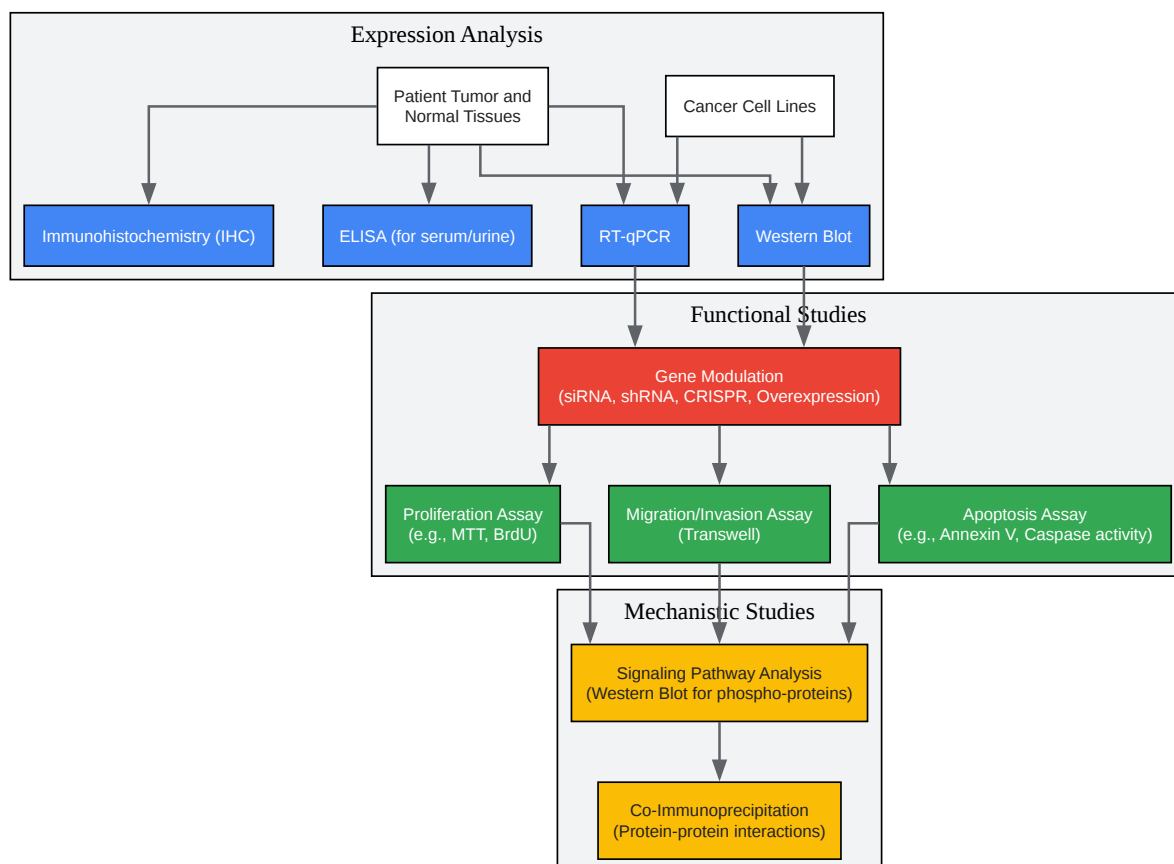 Expression Analysis
Patient Tumor and
Normal Tissues
Cancer Cell Lines
Immunohistochemistry (IHC)
ELISA (for serum/urine)
RT-qPCR
Western Blot
Functional Studies
Gene Modulation
(siRNA, shRNA, CRISPR, Overexpression)
Proliferation Assay
(e.g., MTT, BrdU)
Migration/Invasion Assay
(Transwell)
Apoptosis Assay
(e.g., Annexin V, Caspase activity)
Mechanistic Studies
Signaling Pathway Analysis
(Western Blot for phospho-proteins)
Co-Immunoprecipitation
(Protein-protein interactions)